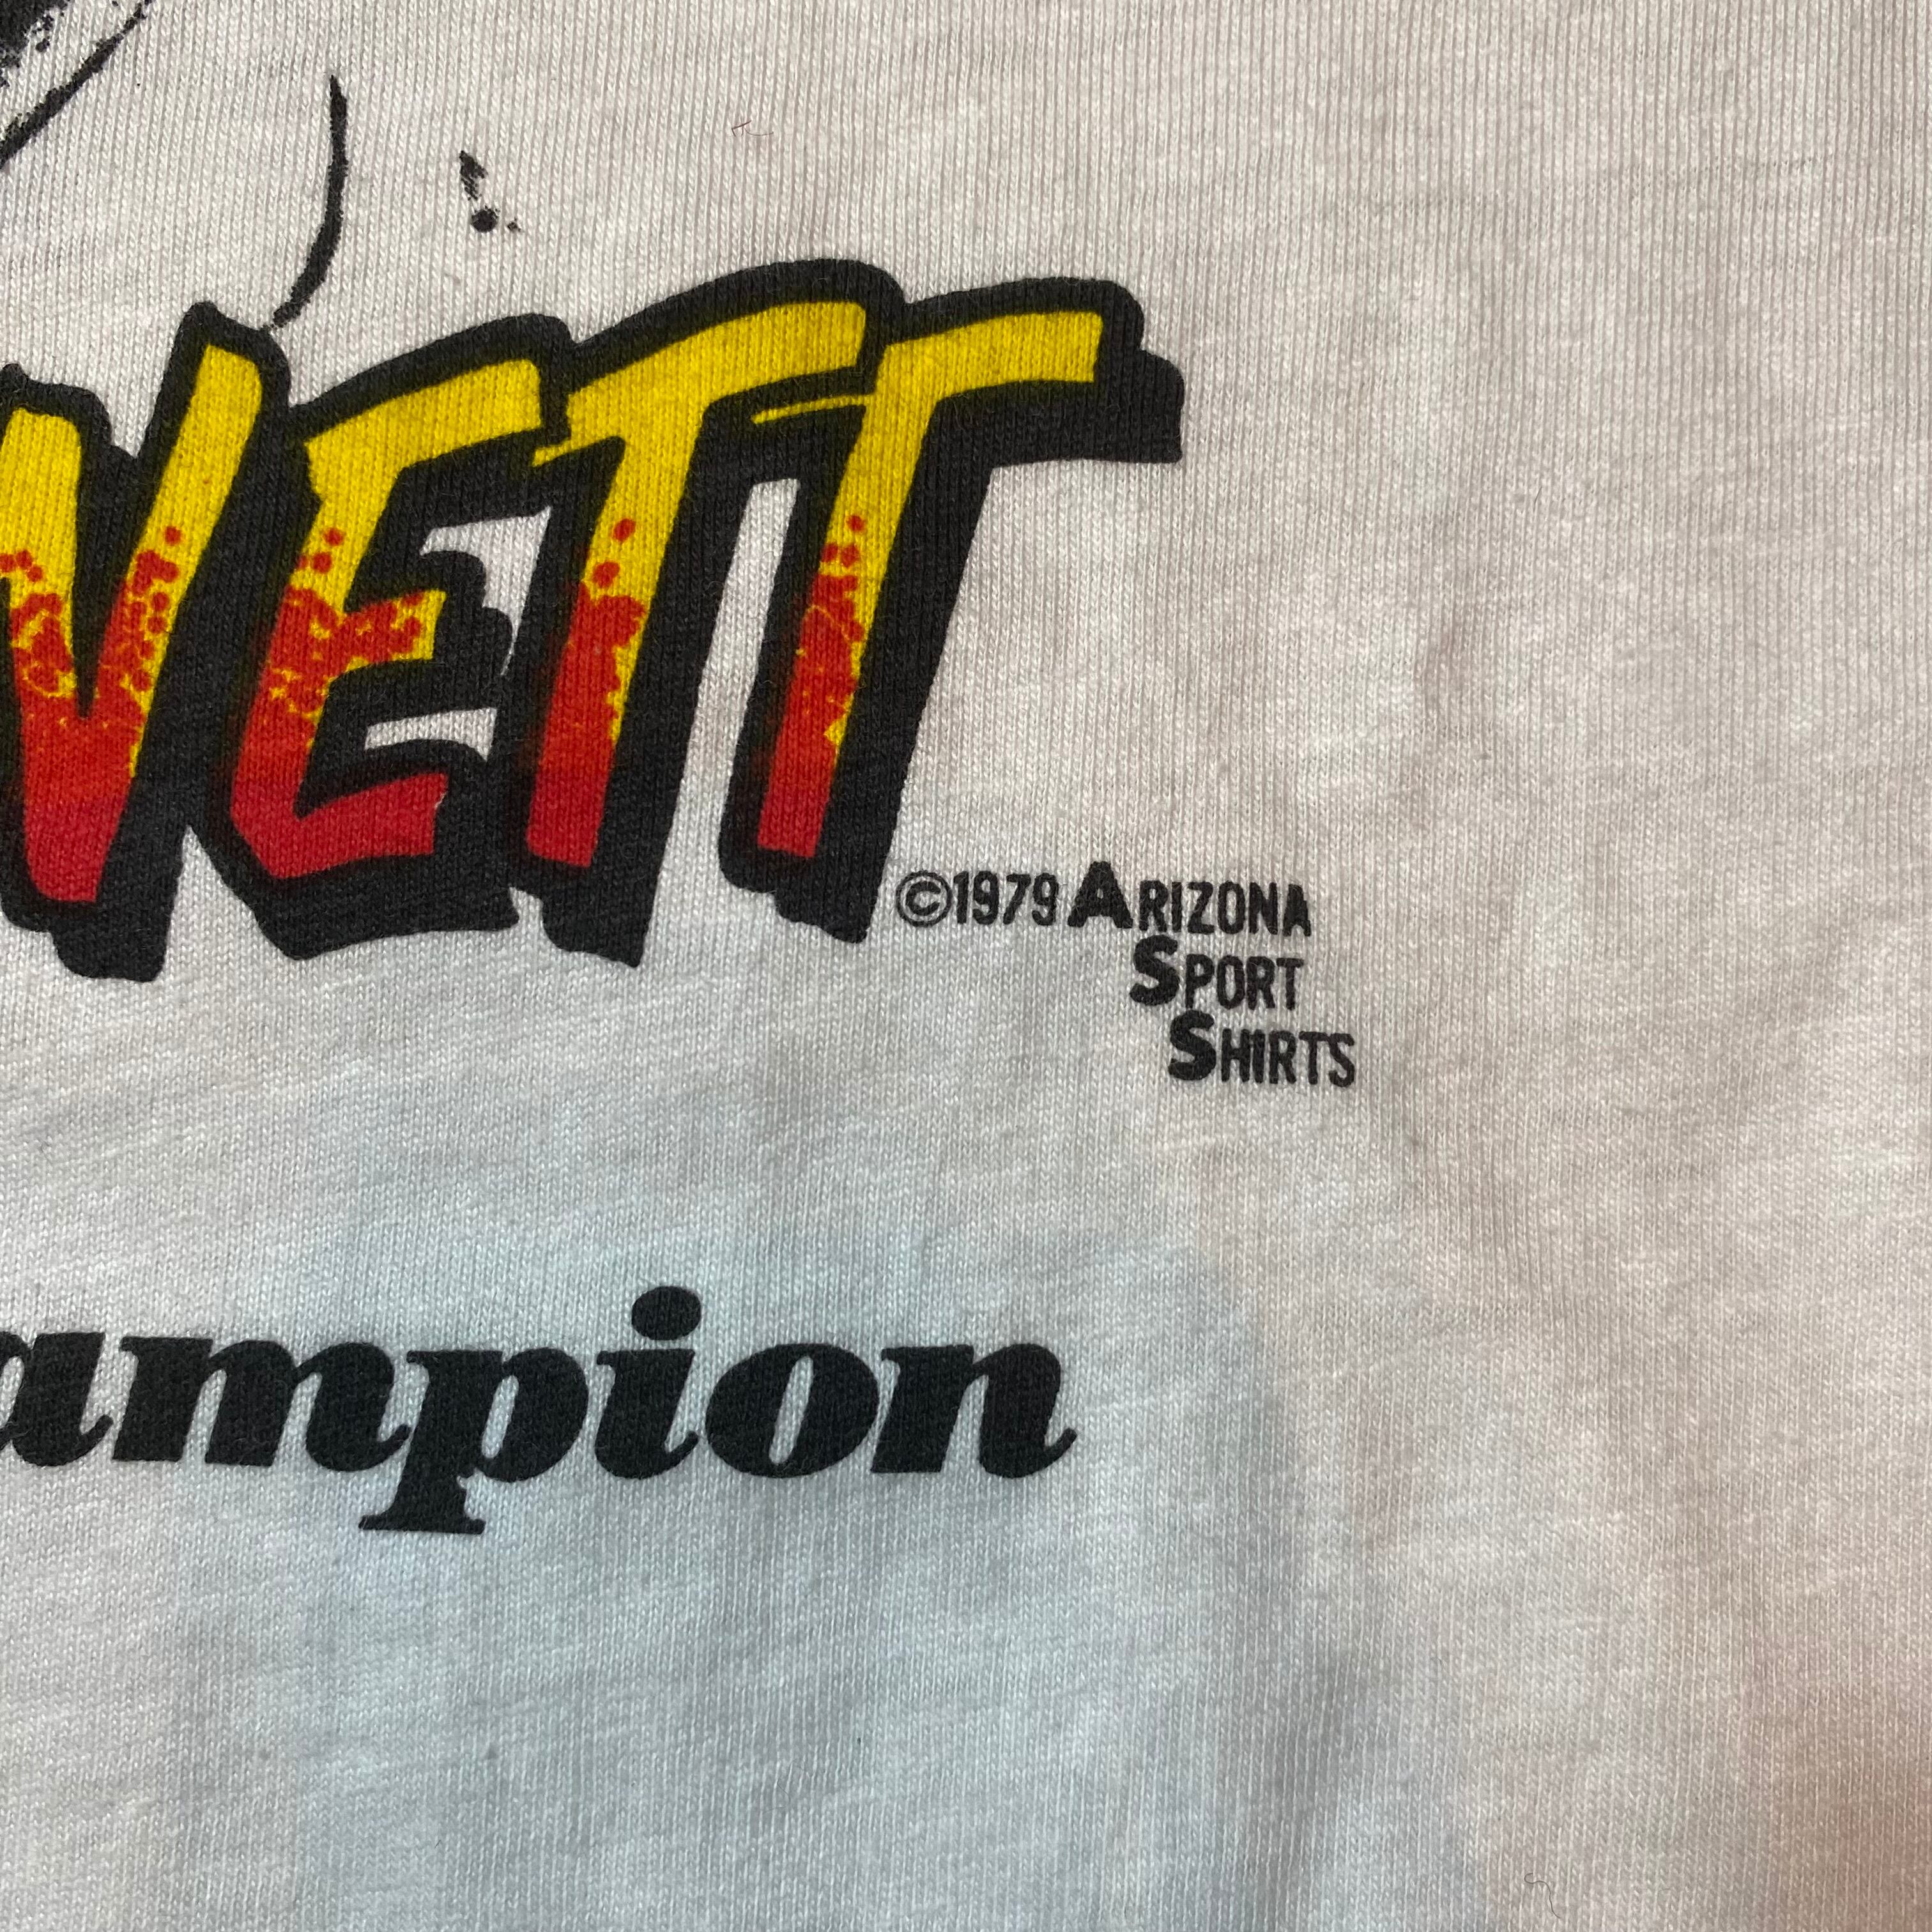 NETT
©1979 ARIZONA
SPORT
SHIRTS
ampion